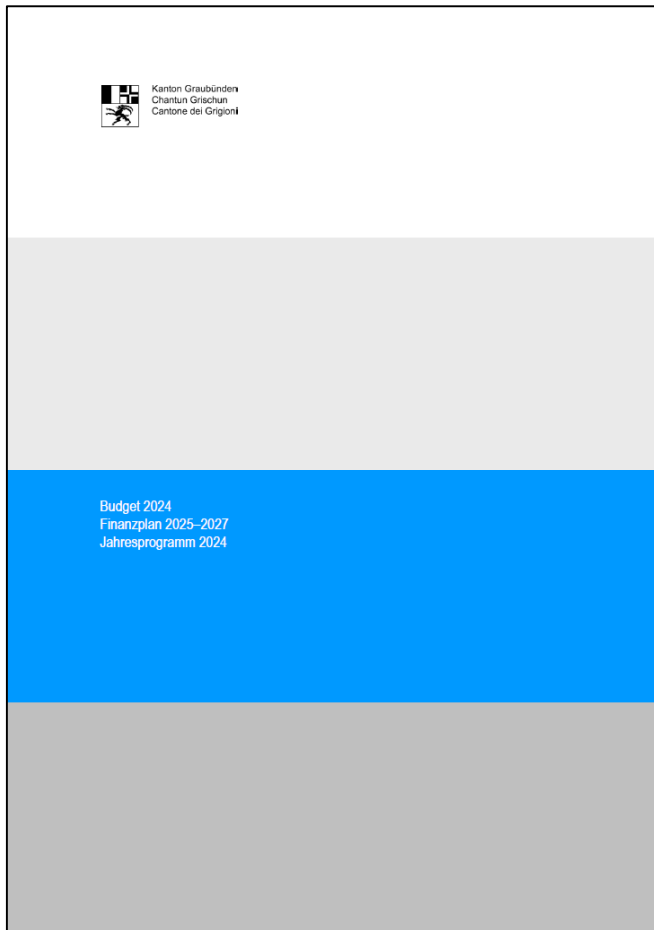 Kanton Graubünden
Chantun Grischun
Cantone dei Grigioni
Budget 2024
Finanzplan 2025–2027
Jahresprogramm 2024